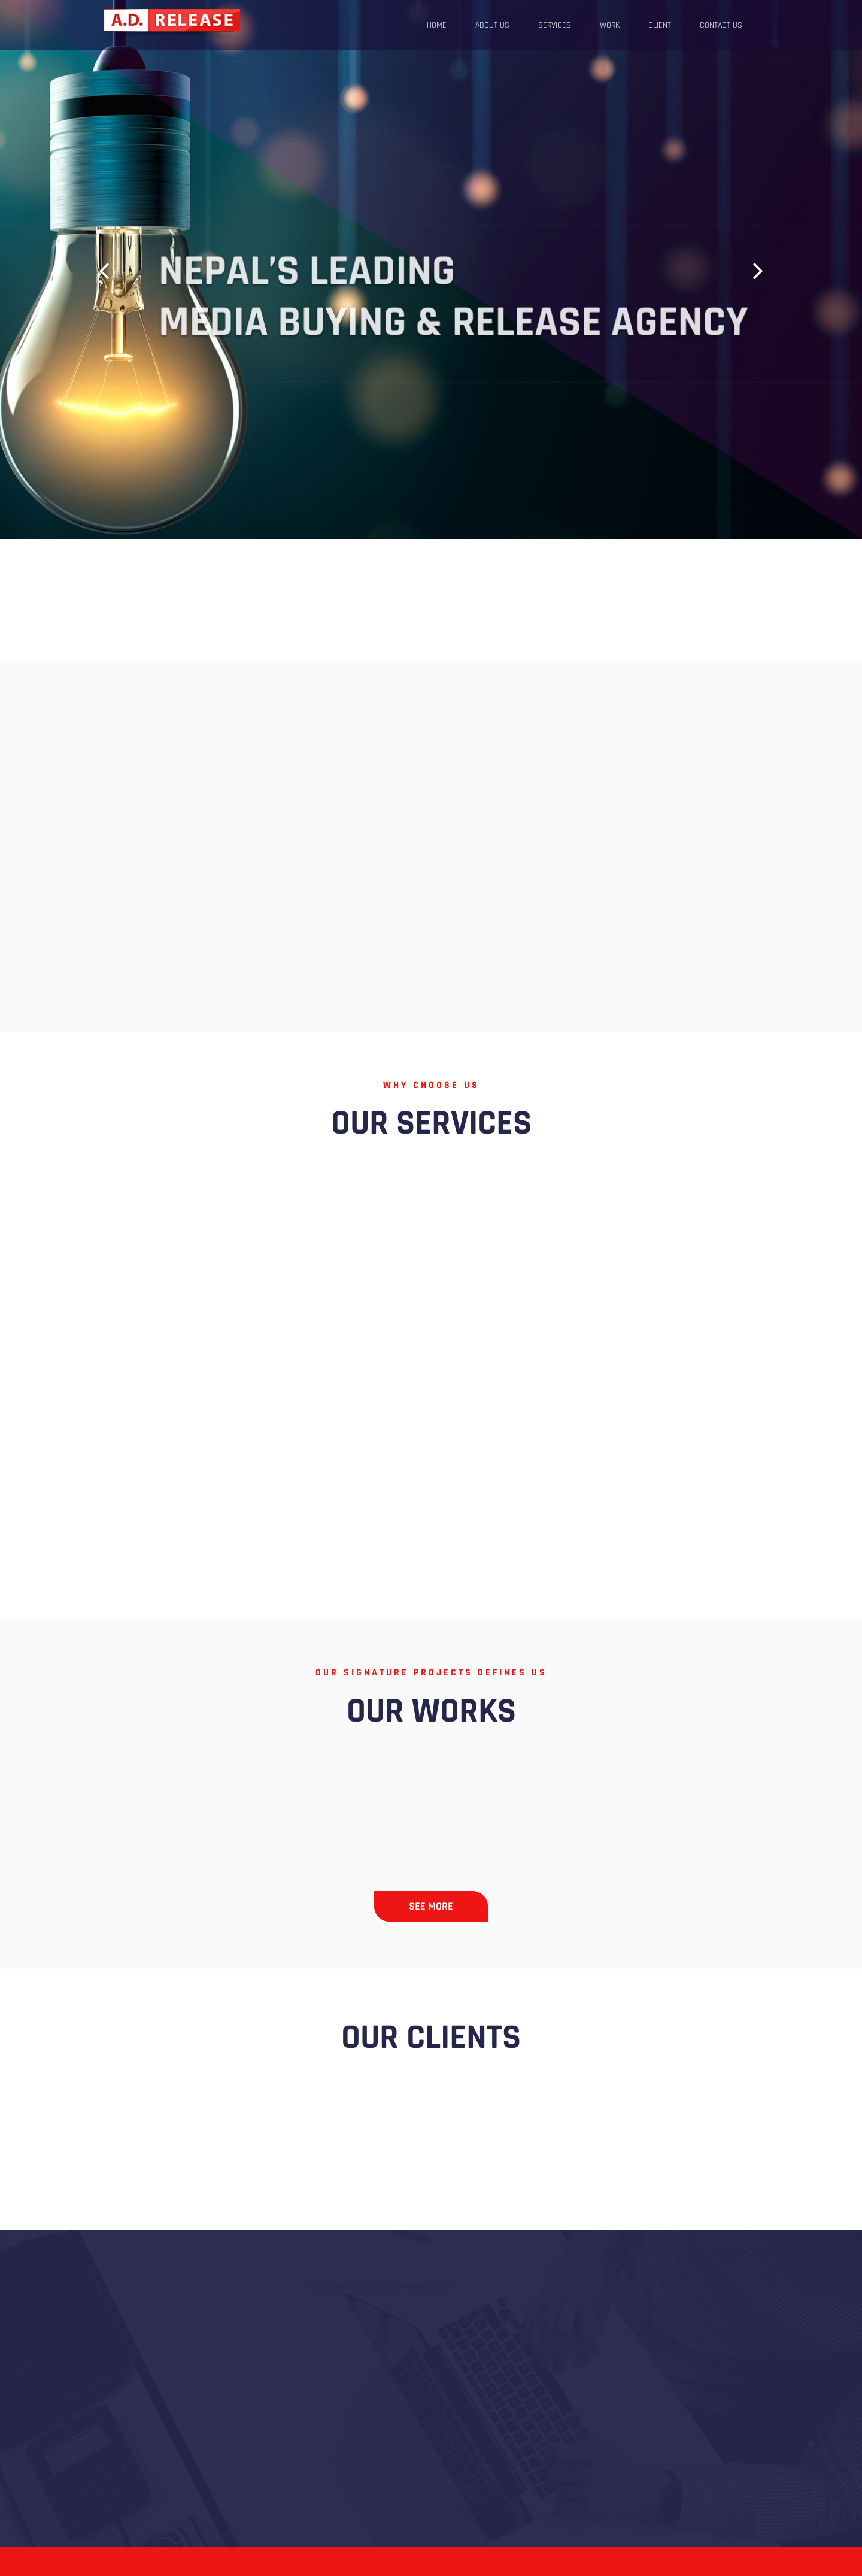 A.D. RELEASE
HOME ABOUT US SERVICES WORK CLIENT CONTACT US
NEPAL’S LEADING
MEDIA BUYING & RELEASE AGENCY
WHY CHOOSE US
OUR SERVICES
OUR SIGNATURE PROJECTS DEFINES US
OUR WORKS
SEE MORE
OUR CLIENTS